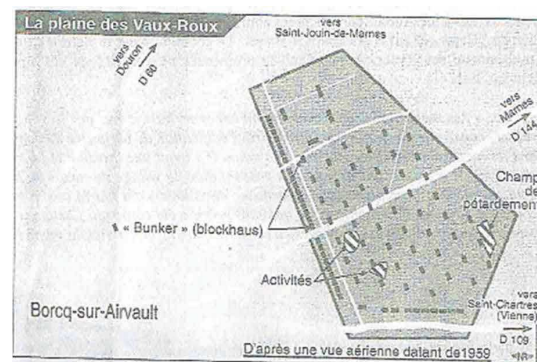 La plaine des Vaux-Roux
vers
Saint-Jouin-de-Marnes
vers
Douron
D 60
vers
Marnes
D 144
Champ
de
pétardement
« Bunker » (blockhaus)
Activités
Borcq-sur-Airvault
vers
Saint-Chartres
(Vienne)
D 109
D'après une vue aérienne datant de1959
«NR»